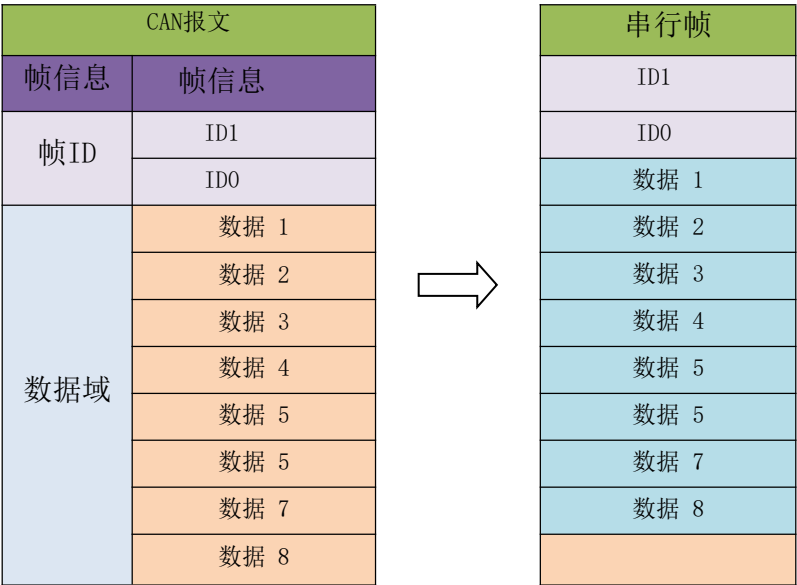 CAN报文
帧信息 帧信息
帧ID
ID1
ID0
数据域
数据 1
数据 2
数据 3
数据 4
数据 5
数据 5
数据 7
数据 8
串行帧
ID1
ID0
数据 1
数据 2
数据 3
数据 4
数据 5
数据 5
数据 7
数据 8